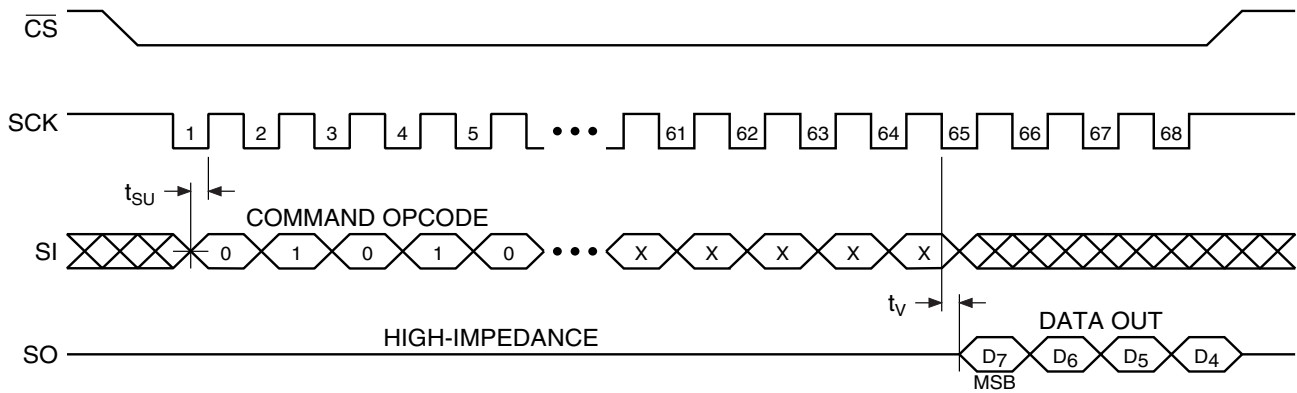 CS
SCK 1 2 3 4 5 ••• 61 62 63 64 65 66 67 68
tSU
COMMAND OPCODE
SI 0 1 0 1 0 ••• X X X X X
tV
HIGH-IMPEDANCE DATA OUT
SO D7 D6 D5 D4
MSB